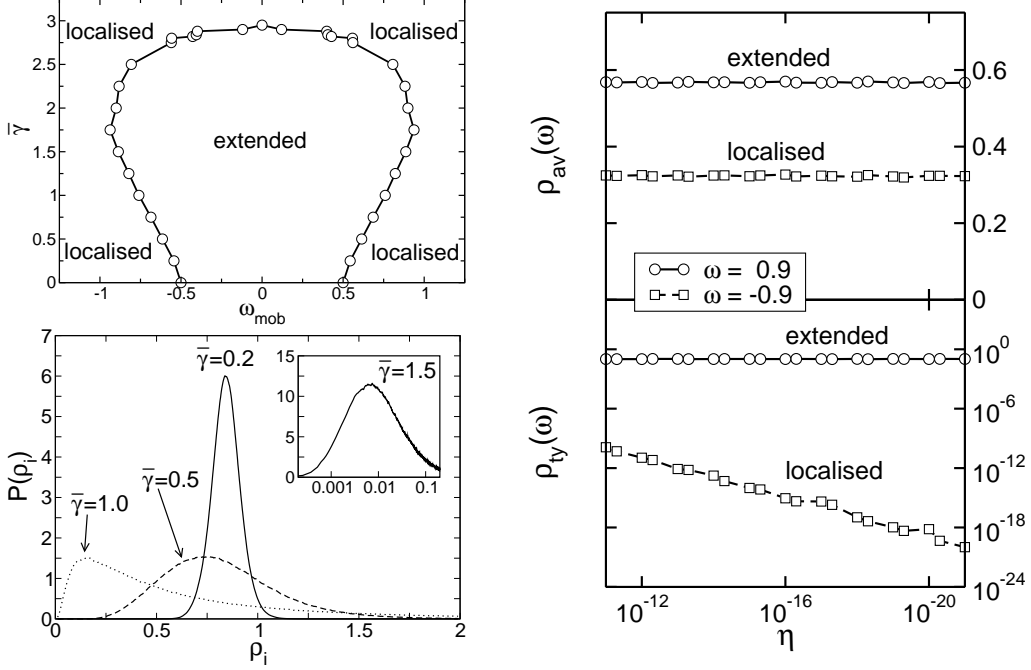 localised
localised
extended
localised
localised
γ̄
3
2.5
2
1.5
1
0.5
0
-1
-0.5
0
0.5
1
ω_mob
7
6
5
4
3
2
1
0
P(ρ_i)
γ̄=0.2
γ̄=0.5
γ̄=1.0
15
10
5
0
γ̄=1.5
0.001
0.01
0.1
0
0.5
1
1.5
2
ρ_i
extended
localised
0.6
0.4
0.2
0
ρ_av(ω)
ω = 0.9
ω = -0.9
extended
localised
10^0
10^-6
10^-12
10^-18
10^-24
ρ_ty(ω)
10^-12
10^-16
10^-20
η